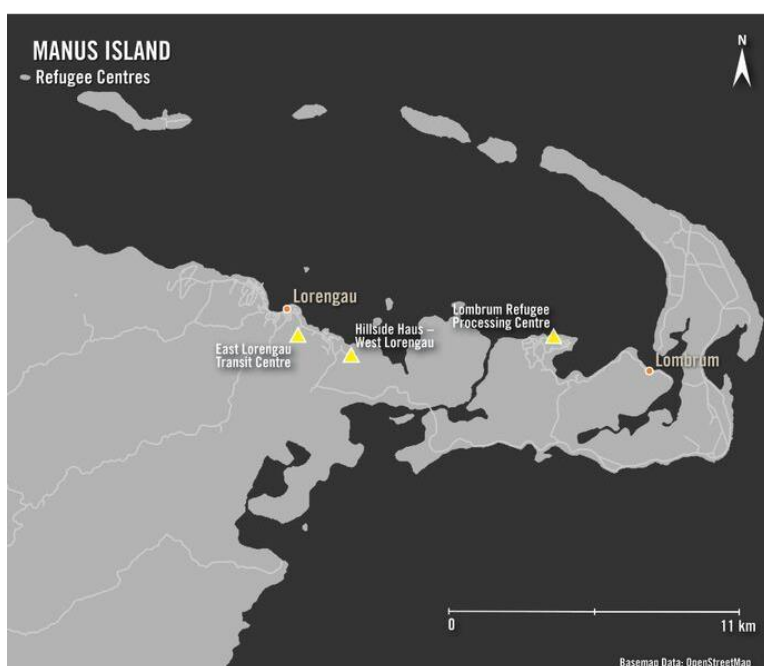 MANUS ISLAND
Refugee Centres
N
Lorengau
East Lorengau
Transit Centre
Hillside Haus –
West Lorengau
Lombrum Refugee
Processing Centre
Lombrum
0
11 km
Basemap Data: OpenStreetMap